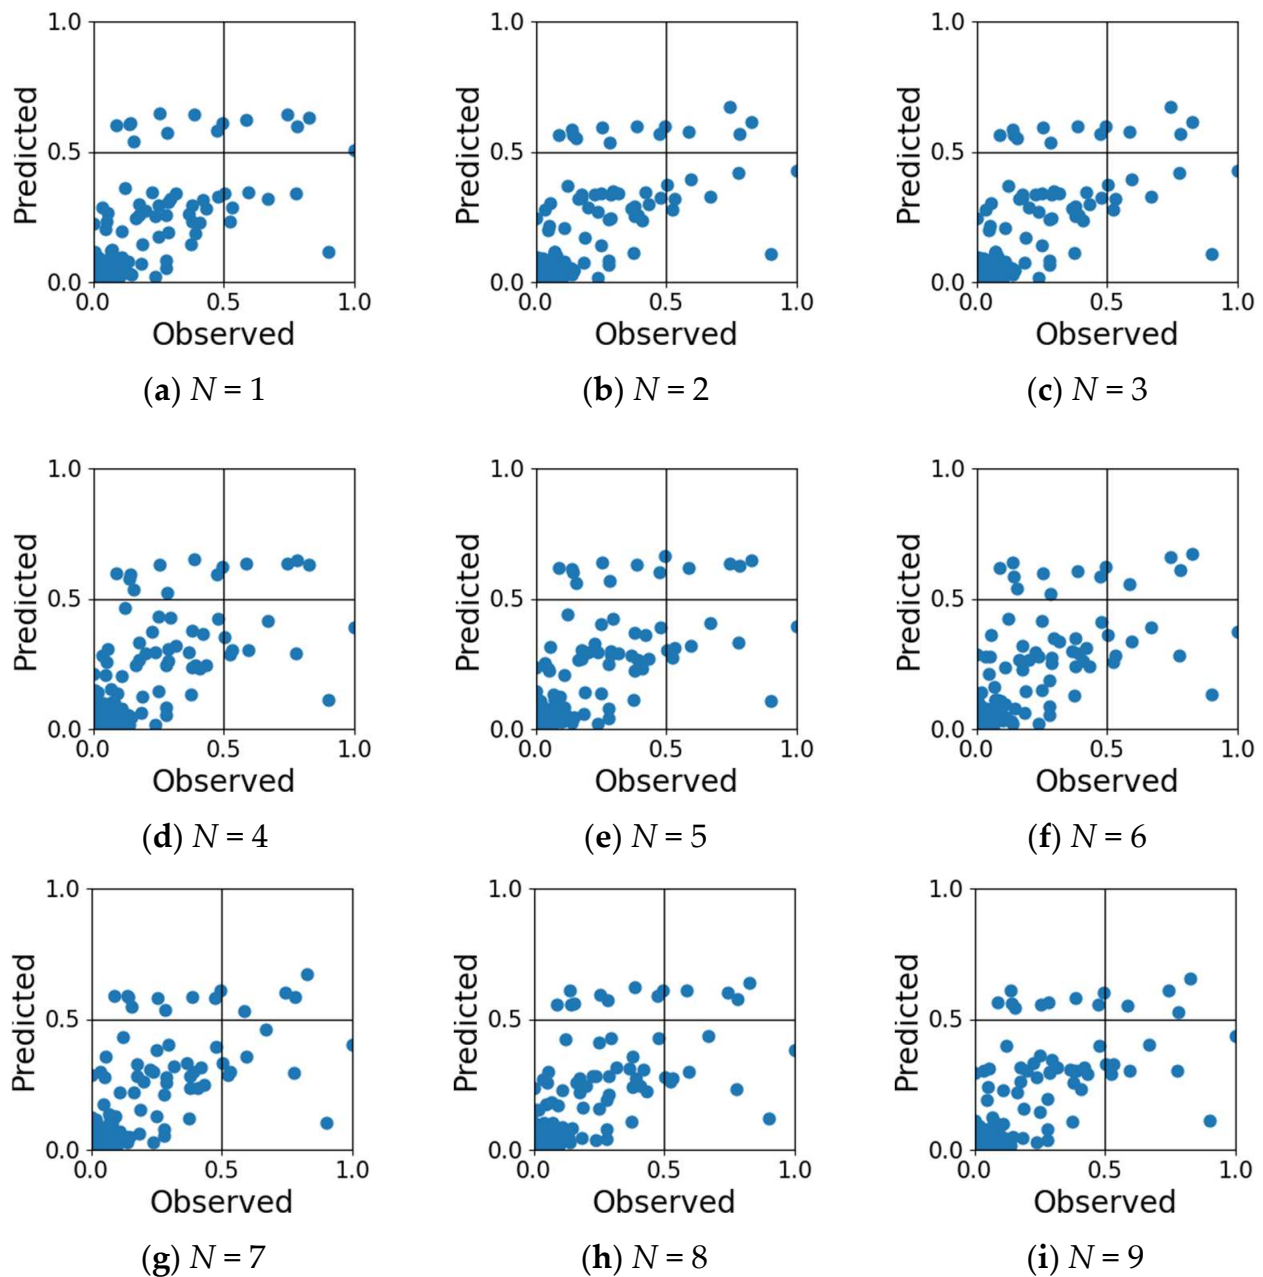 1.0 1.0 1.0
Predicted Predicted Predicted
0.5 0.5 0.5
0.0 0.0 0.0
0.0 0.5 1.0 0.0 0.5 1.0 0.0 0.5 1.0
Observed Observed Observed
(a) N = 1 (b) N = 2 (c) N = 3
1.0 1.0 1.0
Predicted Predicted Predicted
0.5 0.5 0.5
0.0 0.0 0.0
0.0 0.5 1.0 0.0 0.5 1.0 0.0 0.5 1.0
Observed Observed Observed
(d) N = 4 (e) N = 5 (f) N = 6
1.0 1.0 1.0
Predicted Predicted Predicted
0.5 0.5 0.5
0.0 0.0 0.0
0.0 0.5 1.0 0.0 0.5 1.0 0.0 0.5 1.0
Observed Observed Observed
(g) N = 7 (h) N = 8 (i) N = 9